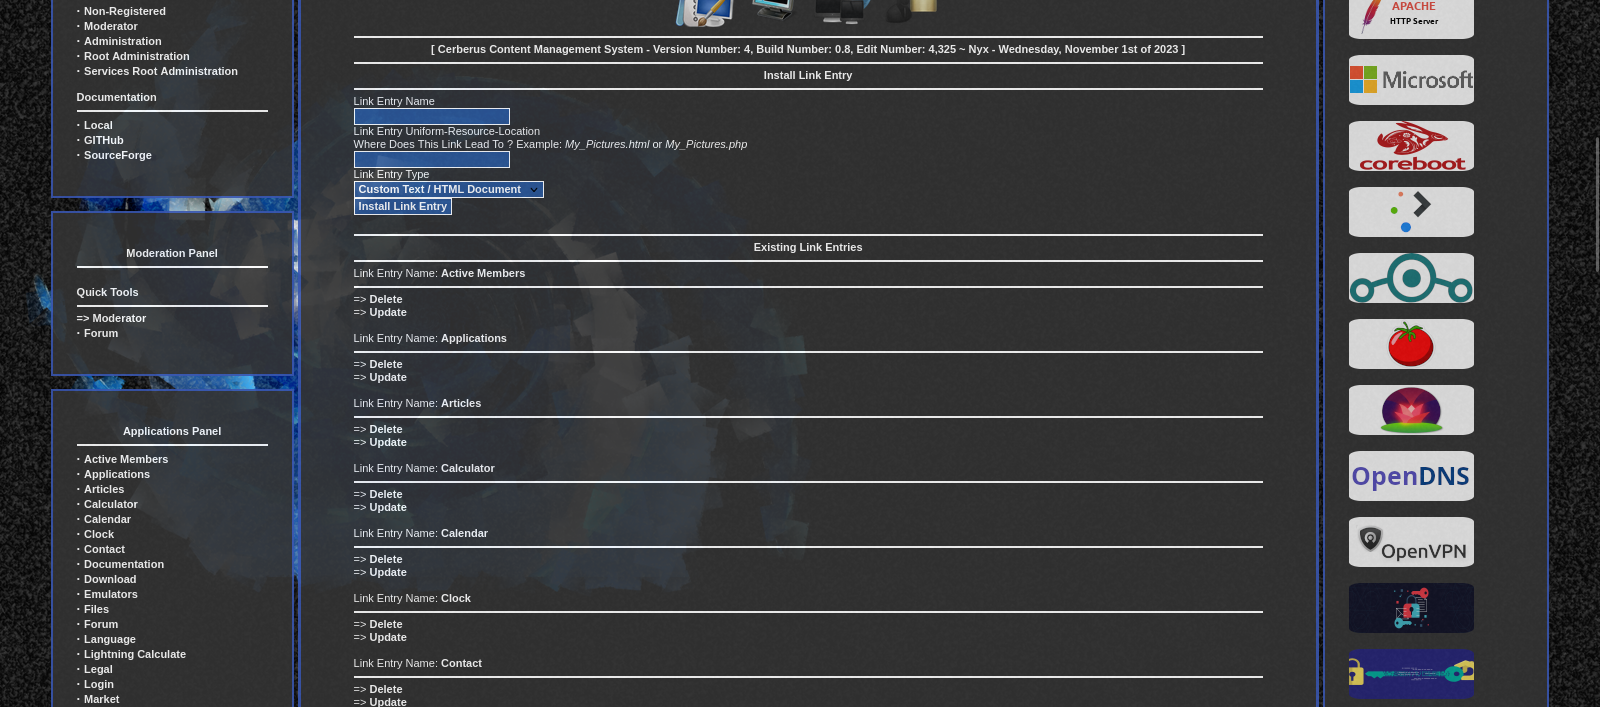 · Non-Registered
· Moderator
· Administration
· Root Administration
· Services Root Administration
Documentation
· Local
· GITHub
· SourceForge
Moderation Panel
Quick Tools
=> Moderator
· Forum
Applications Panel
· Active Members
· Applications
· Articles
· Calculator
· Calendar
· Clock
· Contact
· Documentation
· Download
· Emulators
· Files
· Forum
· Language
· Lightning Calculate
· Legal
· Login
· Market
[ Cerberus Content Management System - Version Number: 4, Build Number: 0.8, Edit Number: 4,325 ~ Nyx - Wednesday, November 1st of 2023 ]
Install Link Entry
Link Entry Name
Link Entry Uniform-Resource-Location
Where Does This Link Lead To ? Example: My_Pictures.html or My_Pictures.php
Link Entry Type
Custom Text / HTML Document
Install Link Entry
Existing Link Entries
Link Entry Name: Active Members
=> Delete
=> Update
Link Entry Name: Applications
=> Delete
=> Update
Link Entry Name: Articles
=> Delete
=> Update
Link Entry Name: Calculator
=> Delete
=> Update
Link Entry Name: Calendar
=> Delete
=> Update
Link Entry Name: Clock
=> Delete
=> Update
Link Entry Name: Contact
=> Delete
=> Update
APACHE
HTTP Server
Microsoft
coreboot
OpenDNS
OpenVPN